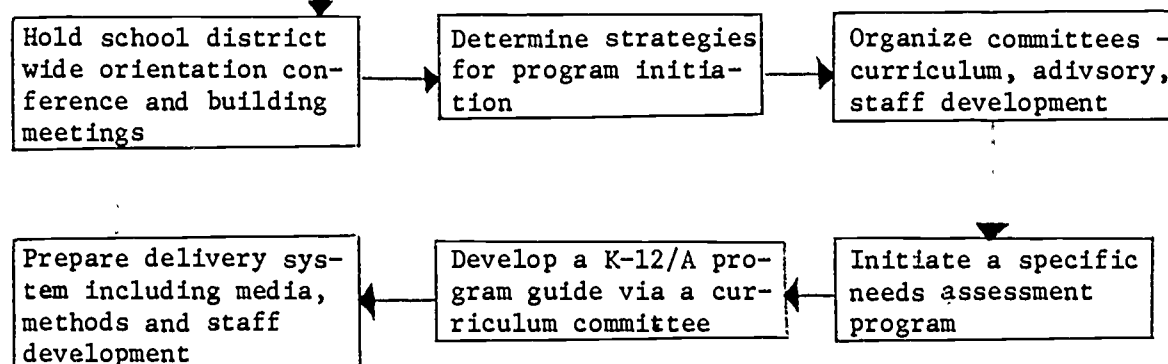 Hold school district
wide orientation con-
ference and building
meetings
Determine strategies
for program initia-
tion
Organize committees -
curriculum, adivsory,
staff development
Initiate a specific
needs assessment
program
Develop a K-12/A pro-
gram guide via a cur-
riculum committee
Prepare delivery sys-
tem including media,
methods and staff
development